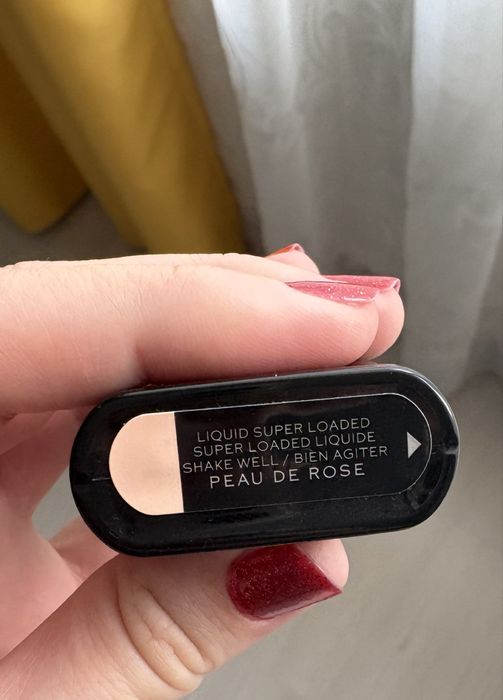 LIQUID SUPER LOADED
SUPER LOADED LIQUIDE
SHAKE WELL / BIEN AGITER
PEAU DE ROSE